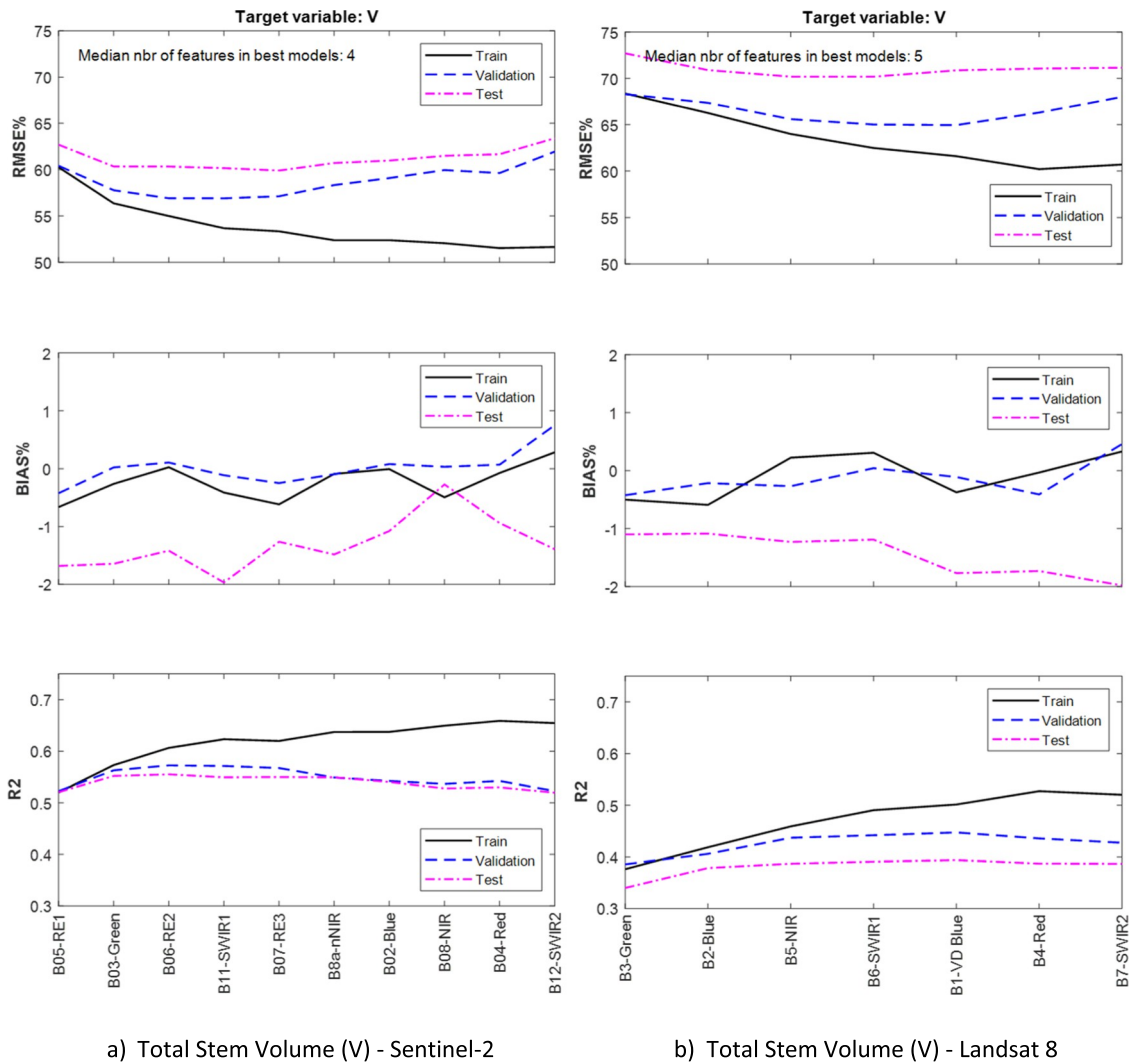 Target variable: V
Median nbr of features in best models: 4
Train
Validation
Test
75
70
65
60
55
50
RMSE%
Target variable: V
Median nbr of features in best models: 5
Train
Validation
Test
75
70
65
60
55
50
RMSE%
Train
Validation
Test
2
1
0
-1
-2
BIAS%
Train
Validation
Test
2
1
0
-1
-2
BIAS%
Train
Validation
Test
0.7
0.6
0.5
0.4
0.3
R2
B05-RE1
B03-Green
B06-RE2
B11-SWIR1
B07-RE3
B8a-nNIR
B02-Blue
B08-NIR
B04-Red
B12-SWIR2
Train
Validation
Test
0.7
0.6
0.5
0.4
0.3
R2
B3-Green
B2-Blue
B5-NIR
B6-SWIR1
B1-VD Blue
B4-Red
B7-SWIR2
a) Total Stem Volume (V) - Sentinel-2
b) Total Stem Volume (V) - Landsat 8